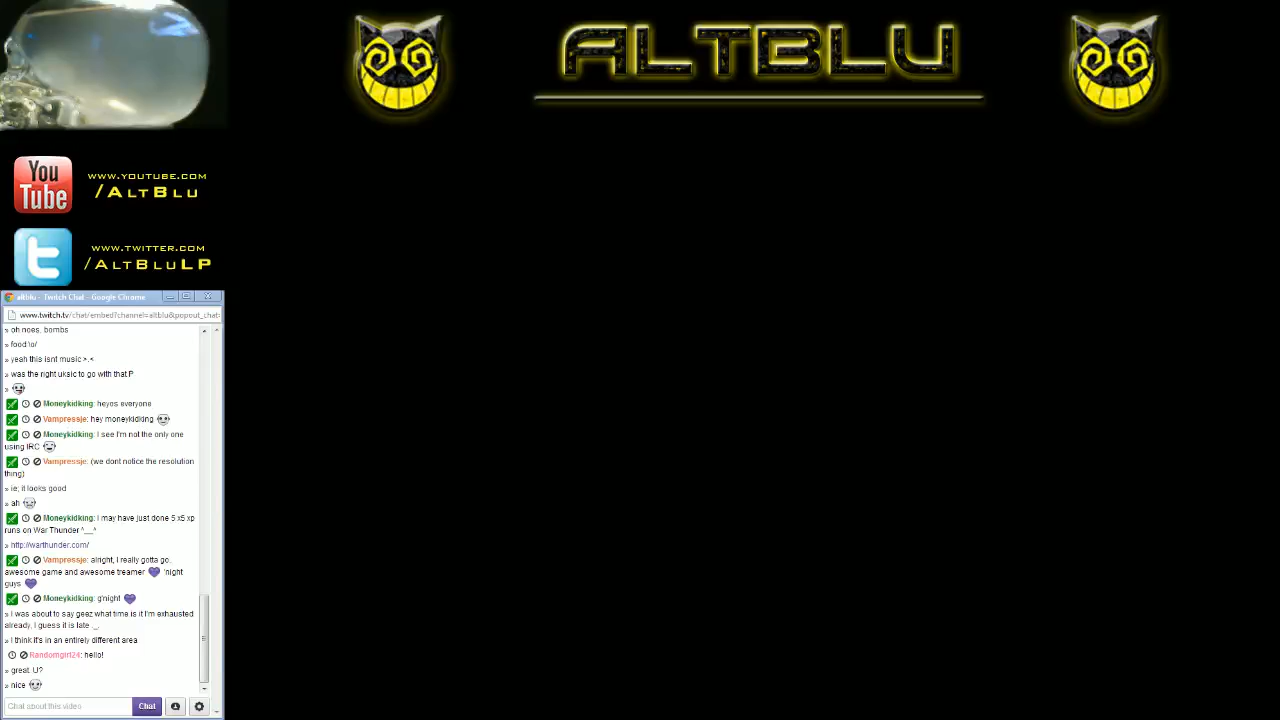 ALTBLU
You
Tube
www.youtube.com
/AltBlu
www.twitter.com
/AltBluLP
altblu - Twitch Chat - Google Chrome
www.twitch.tv/chat/embed?channel=altblu&popout_chat=
» oh noes, bombs
» food \o/
» yeah this isnt music >.<
» was the right uksic to go with that P
»
Moneykidking: heyas everyone
Vampressje: hey moneykidking
Moneykidking: I see I'm not the only one
using IRC
Vampressje: (we dont notice the resolution
thing)
» ie; it looks good
» ah
Moneykidking: I may have just done 5 x5 xp
runs on War Thunder ^__^
» http://warthunder.com/
Vampressje: alright, I really gotta go,
awesome game and awesome treamer 'night
guys
Moneykidking: g'night
» I was about to say geez what time is it I'm exhausted
already, I guess it is late ._.
» I think it's in an entirely different area
Randomgirl24: hello!
» great. U?
» nice
Chat about this video
Chat